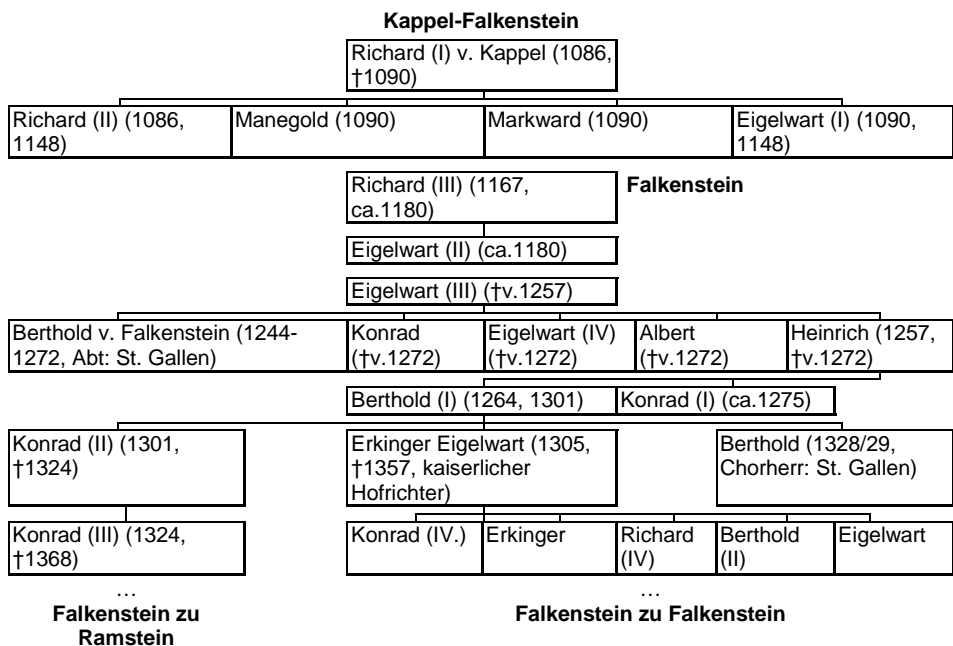 Kappel-Falkenstein
Richard (I) v. Kappel (1086,
†1090)
Richard (II) (1086,
1148)
Manegold (1090)
Markward (1090)
Eigelwart (I) (1090,
1148)
Richard (III) (1167,
ca.1180)
Falkenstein
Eigelwart (II) (ca.1180)
Eigelwart (III) (†v.1257)
Berthold v. Falkenstein (1244-
1272, Abt: St. Gallen)
Konrad
(†v.1272)
Eigelwart (IV)
(†v.1272)
Albert
(†v.1272)
Heinrich (1257,
†v.1272)
Berthold (I) (1264, 1301)
Konrad (I) (ca.1275)
Konrad (II) (1301,
†1324)
Erkinger Eigelwart (1305,
†1357, kaiserlicher
Hofrichter)
Berthold (1328/29,
Chorherr: St. Gallen)
Konrad (III) (1324,
†1368)
Konrad (IV.)
Erkinger
Richard
(IV)
Berthold
(II)
Eigelwart
…
…
Falkenstein zu
Ramstein
Falkenstein zu Falkenstein